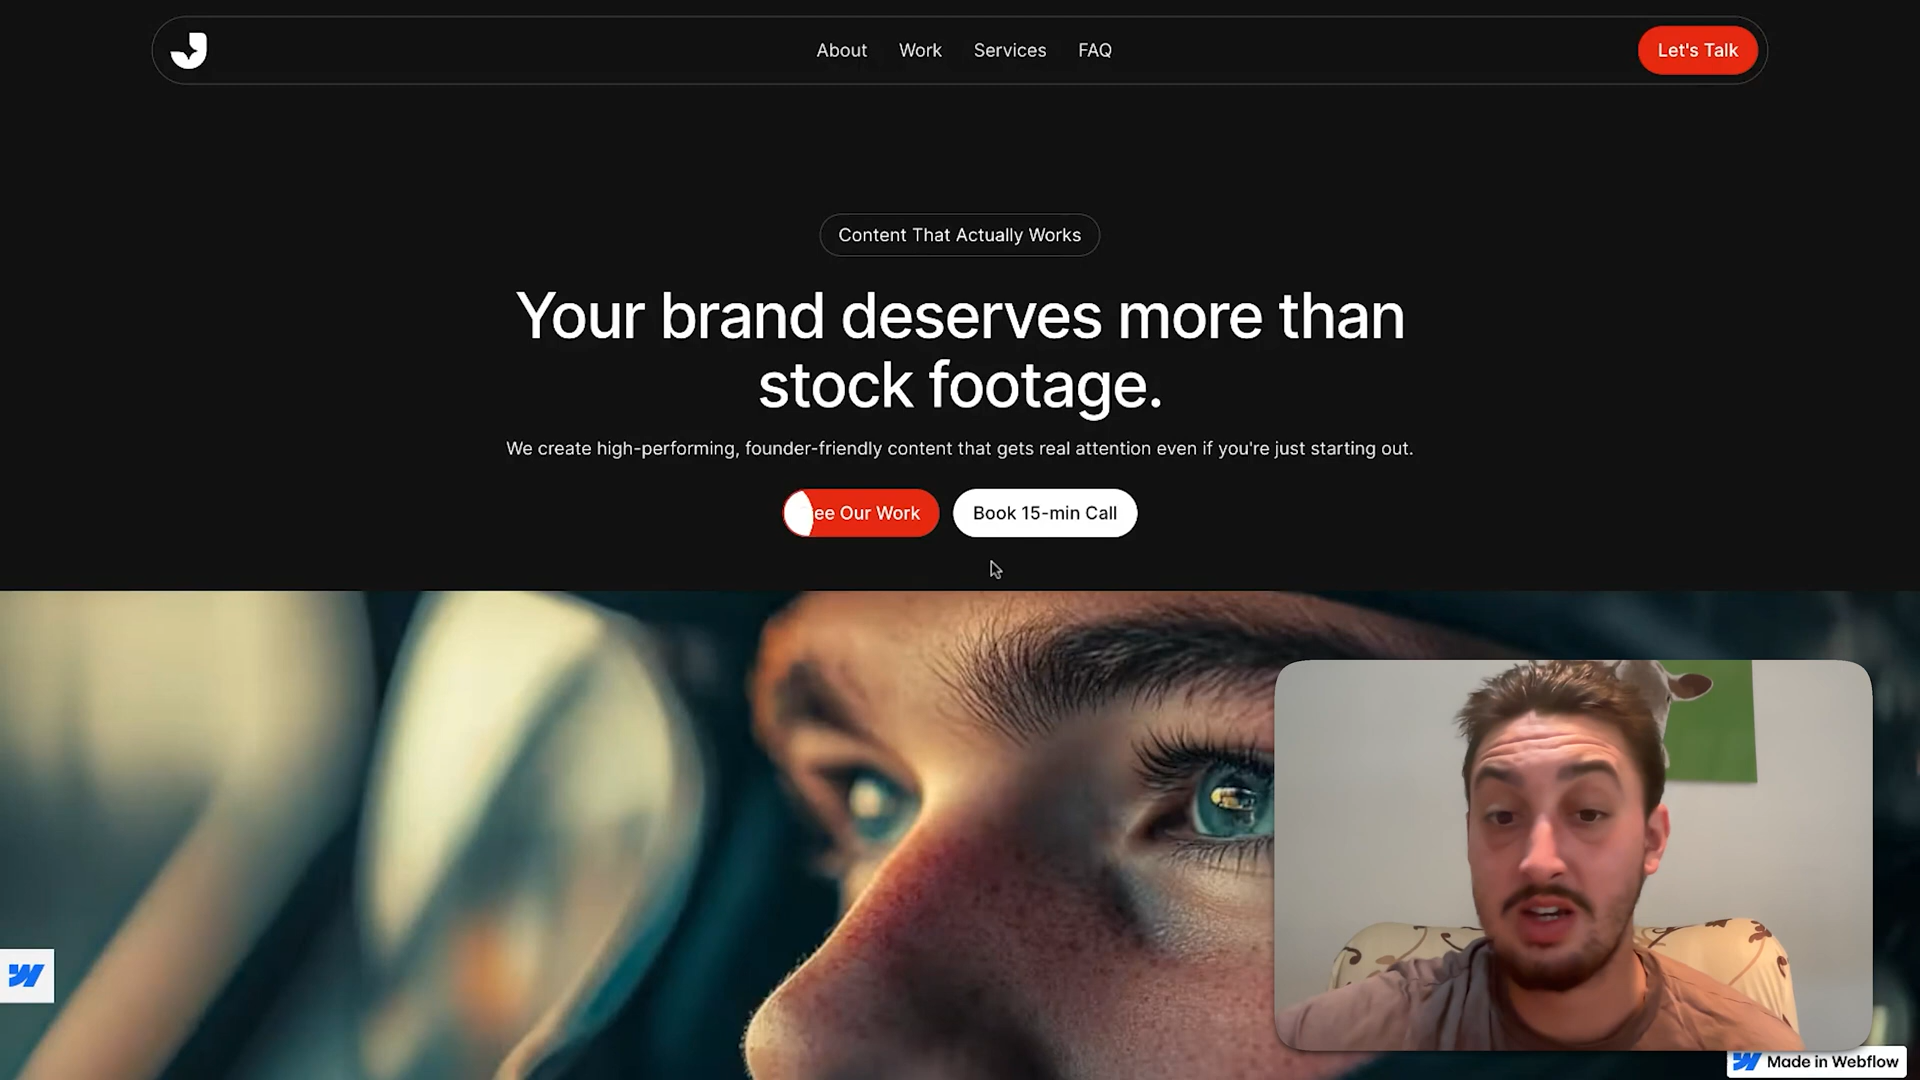 About
Work
Services
FAQ
Let's Talk
Content That Actually Works
Your brand deserves more than
stock footage.
We create high-performing, founder-friendly content that gets real attention even if you're just starting out.
ee Our Work
Book 15-min Call
Made in Webflow